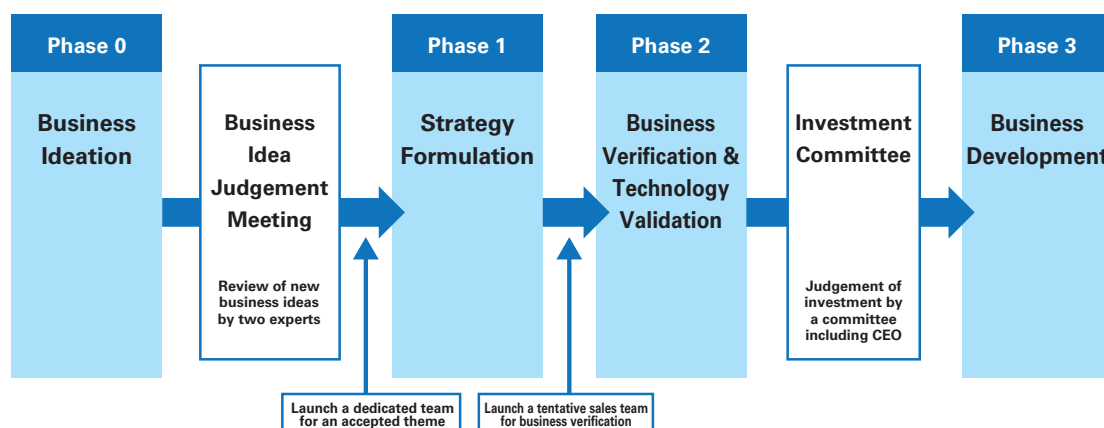 Phase 0
Business
Ideation
Business
Idea
Judgement
Meeting
Review of new
business ideas
by two experts
Launch a dedicated team
for an accepted theme
Phase 1
Strategy
Formulation
Launch a tentative sales team
for business verification
Phase 2
Business
Verification &
Technology
Validation
Investment
Committee
Judgement of
investment by
a committee
including CEO
Phase 3
Business
Development